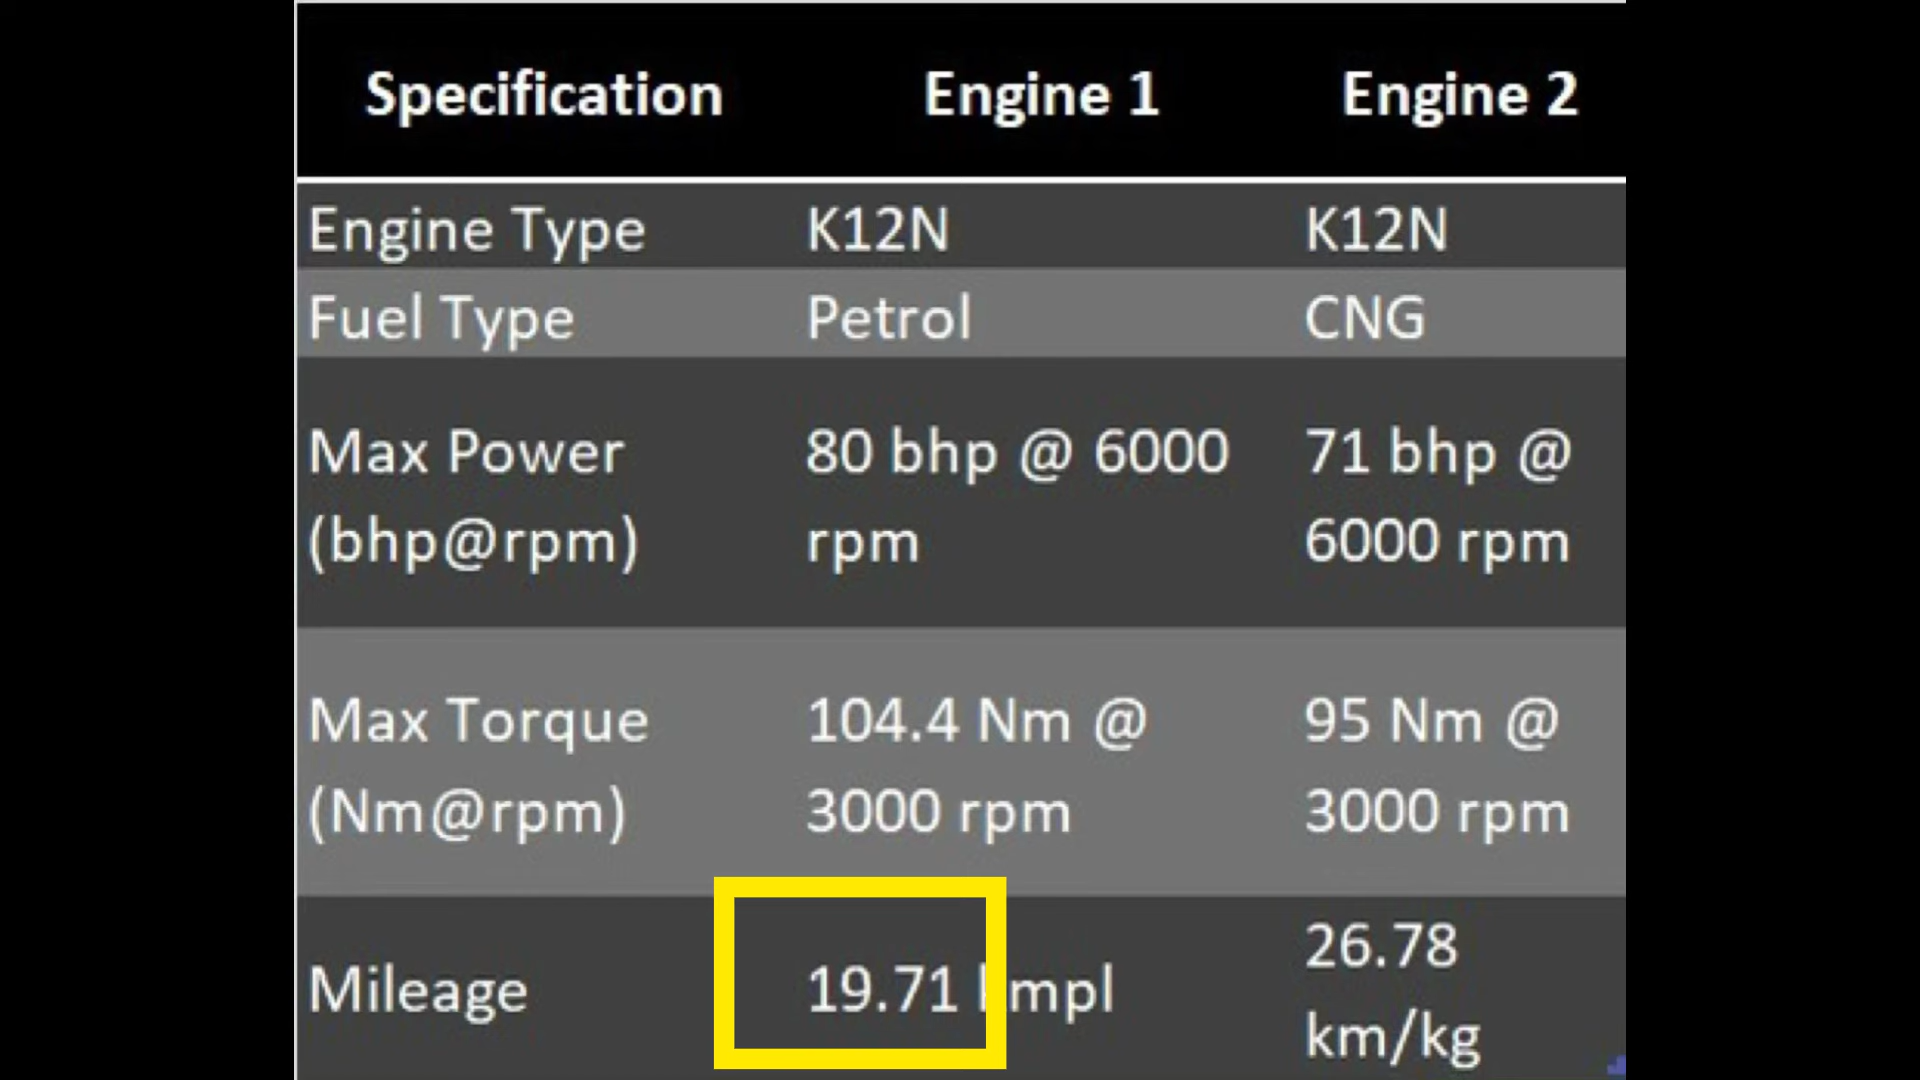 Specification Engine 1 Engine 2
Engine Type K12N K12N
Fuel Type Petrol CNG
Max Power 80 bhp @ 6000 71 bhp @
(bhp@rpm) rpm 6000 rpm
Max Torque 104.4 Nm @ 95 Nm @
(Nm@rpm) 3000 rpm 3000 rpm
Mileage 19.71 kmpl 26.78
km/kg